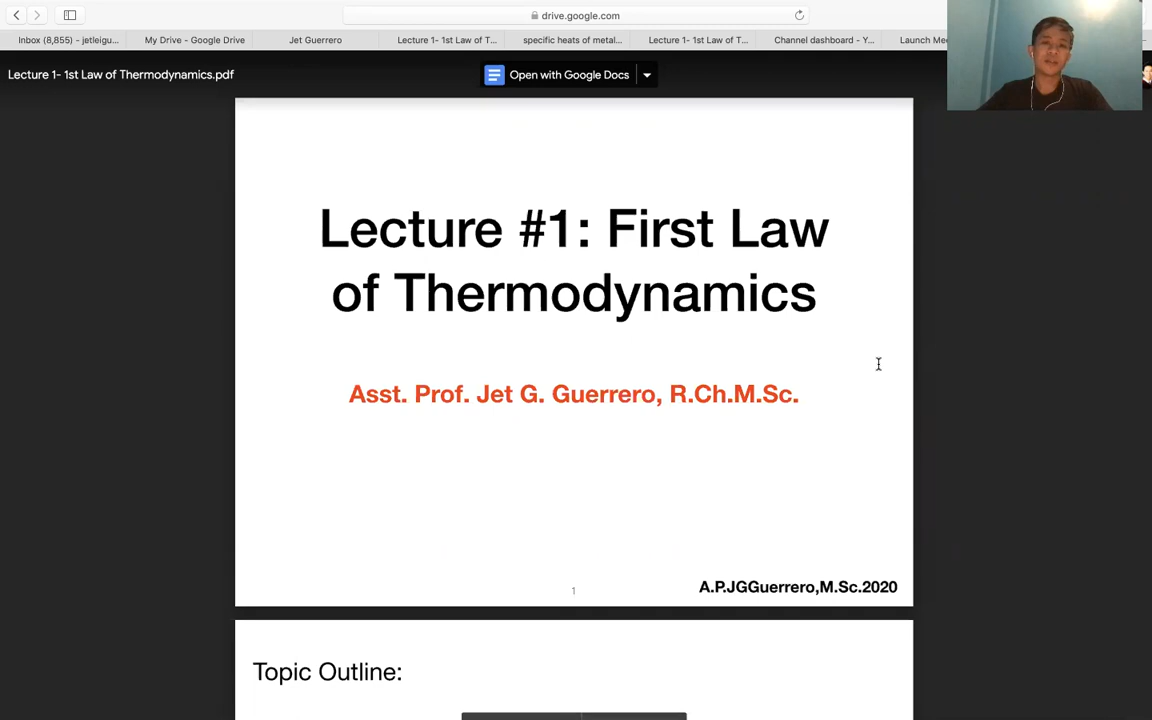 drive.google.com
Inbox (8,855) - jetleigu...
My Drive - Google Drive
Jet Guerrero
Lecture 1- 1st Law of T...
specific heats of metal...
Lecture 1- 1st Law of T...
Channel dashboard - Y...
Launch Mee
Lecture 1- 1st Law of Thermodynamics.pdf
Open with Google Docs
Lecture #1: First Law
of Thermodynamics
Asst. Prof. Jet G. Guerrero, R.Ch.M.Sc.
1
A.P.JGGuerrero,M.Sc.2020
Topic Outline: